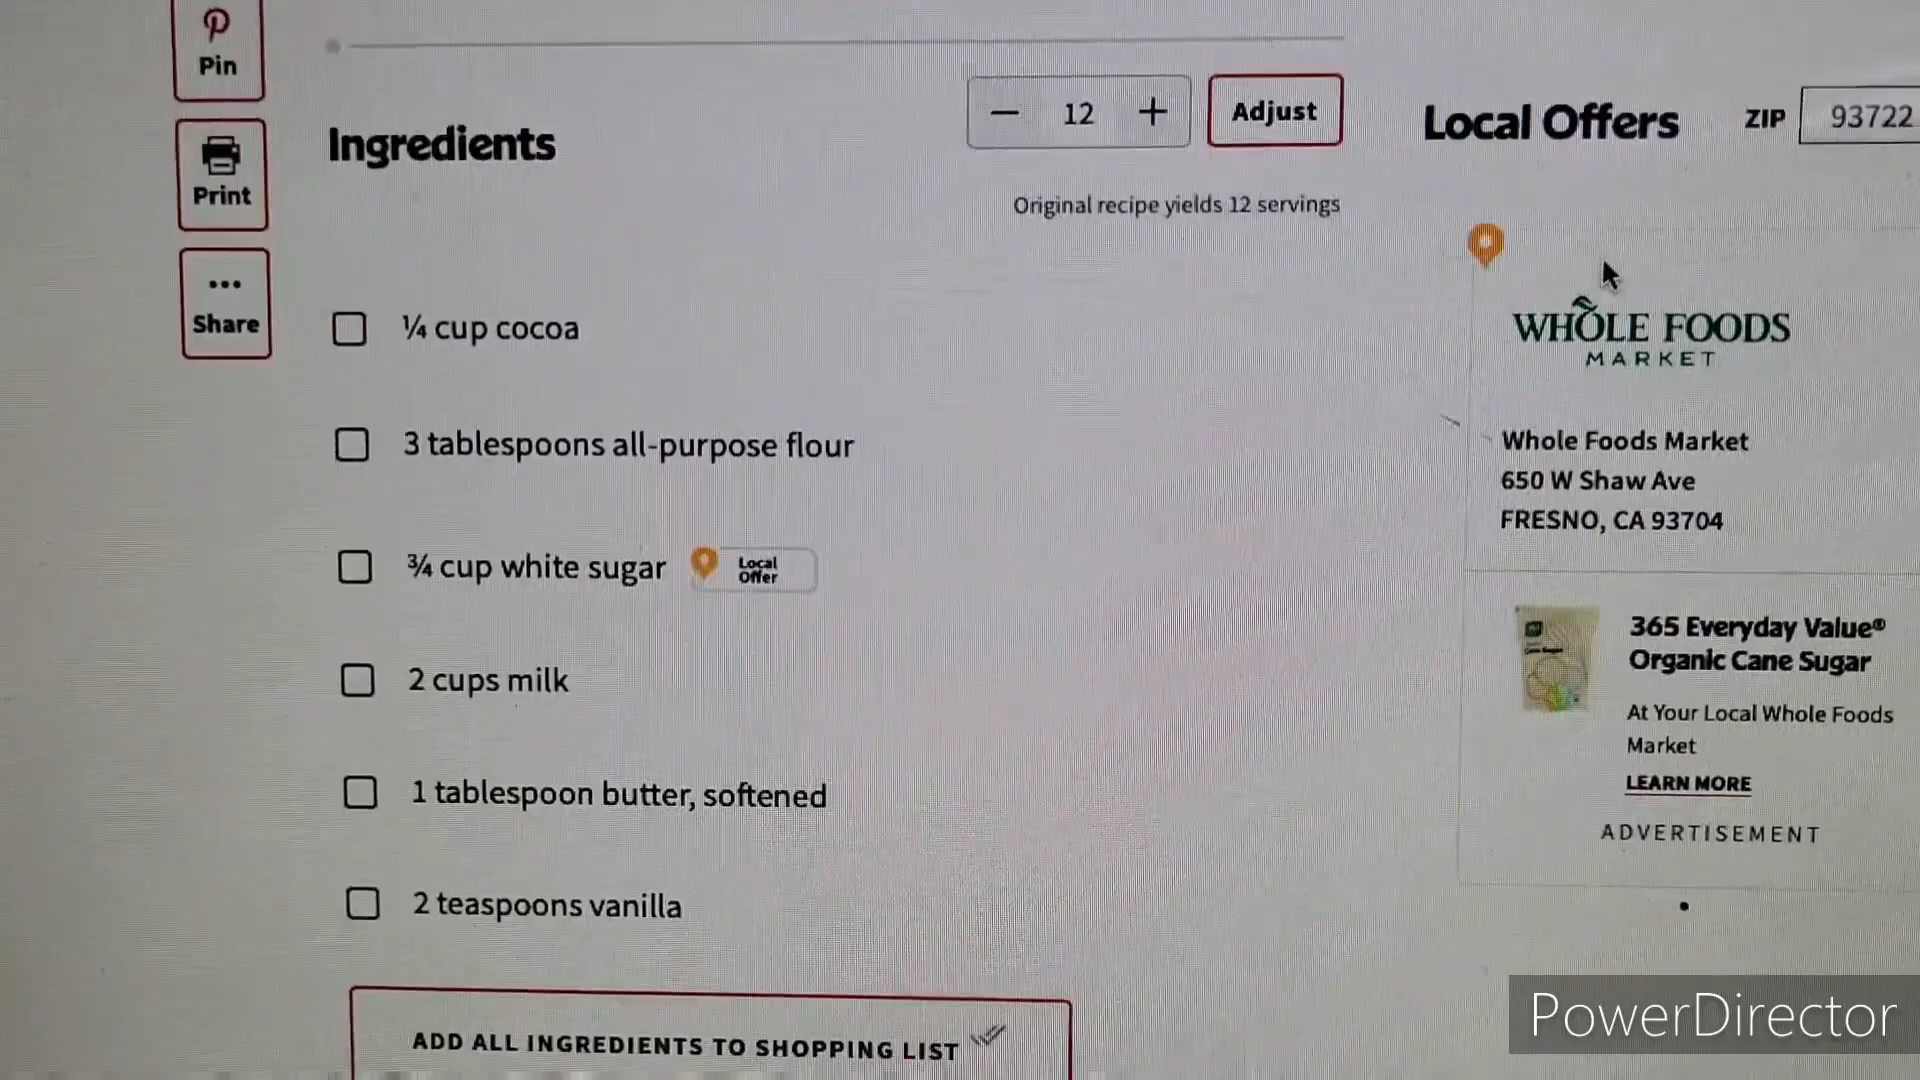 Pin
Print
Share
Ingredients
12
Adjust
Original recipe yields 12 servings
¼ cup cocoa
3 tablespoons all-purpose flour
¾ cup white sugar
Local
Offer
2 cups milk
1 tablespoon butter, softened
2 teaspoons vanilla
ADD ALL INGREDIENTS TO SHOPPING LIST
Local Offers
ZIP 93722
WHOLE FOODS
MARKET
Whole Foods Market
650 W Shaw Ave
FRESNO, CA 93704
365 Everyday Value®
Organic Cane Sugar
At Your Local Whole Foods
Market
LEARN MORE
ADVERTISEMENT
PowerDirector